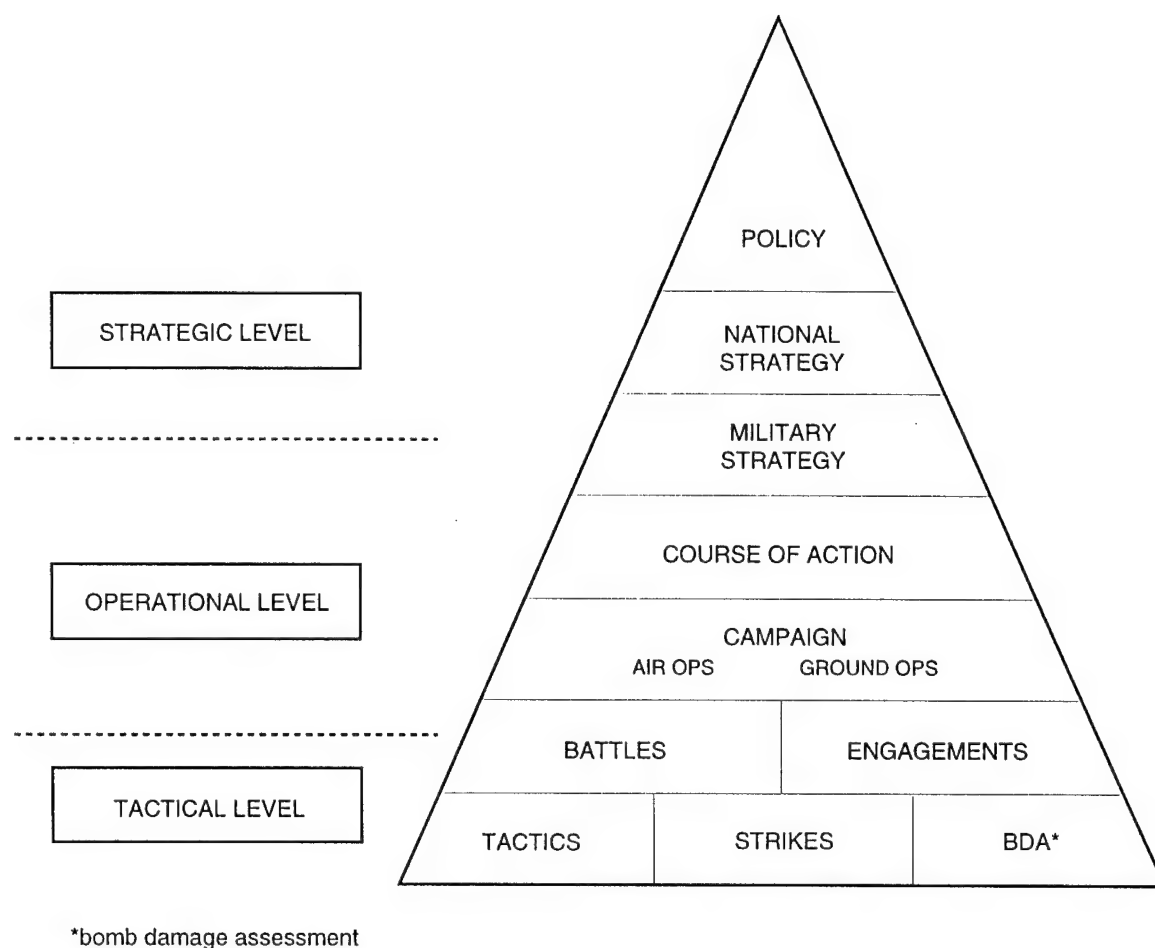 POLICY
STRATEGIC LEVEL
NATIONAL
STRATEGY
MILITARY
STRATEGY
COURSE OF ACTION
OPERATIONAL LEVEL
CAMPAIGN
AIR OPS GROUND OPS
BATTLES ENGAGEMENTS
TACTICAL LEVEL
TACTICS STRIKES BDA*
*bomb damage assessment